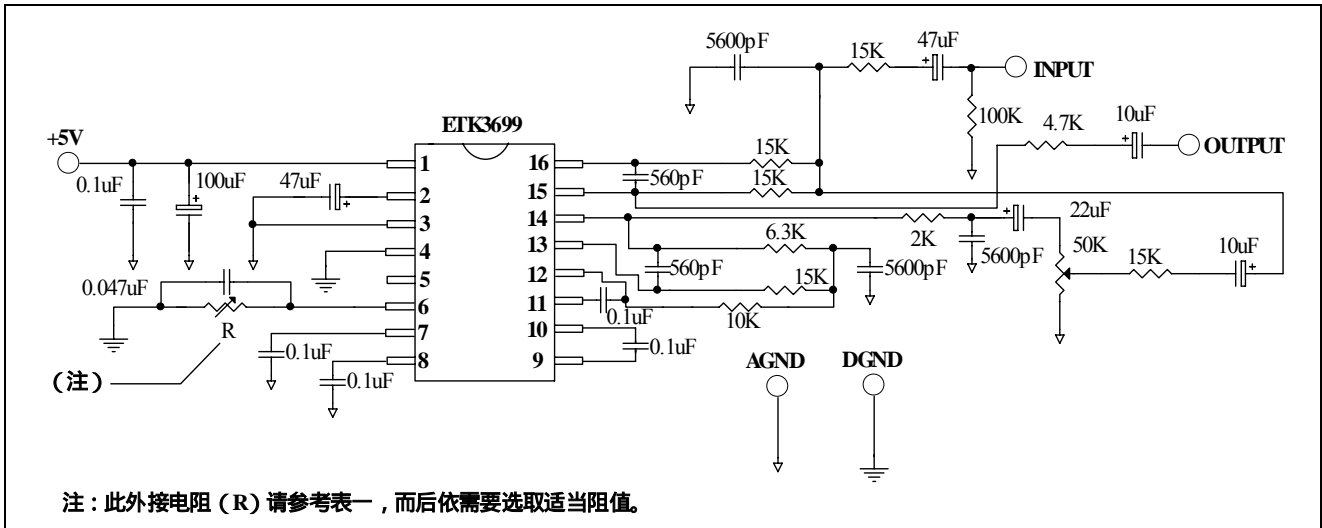 5600pF
15K
47uF
+
INPUT
100K
4.7K
10uF
+
OUTPUT
ETK3699
+5V
0.1uF
100uF
+
47uF
+
1
2
3
4
5
6
7
8
16
15
14
13
12
11
10
9
15K
560pF
15K
2K
+
22uF
5600pF
50K
15K
10uF
+
6.3K
560pF
15K
5600pF
0.1uF
10K
0.1uF
0.047uF
R
(注)
0.1uF
0.1uF
AGND
DGND
注：此外接电阻（R）请参考表一，而后依需要选取适当阻值。